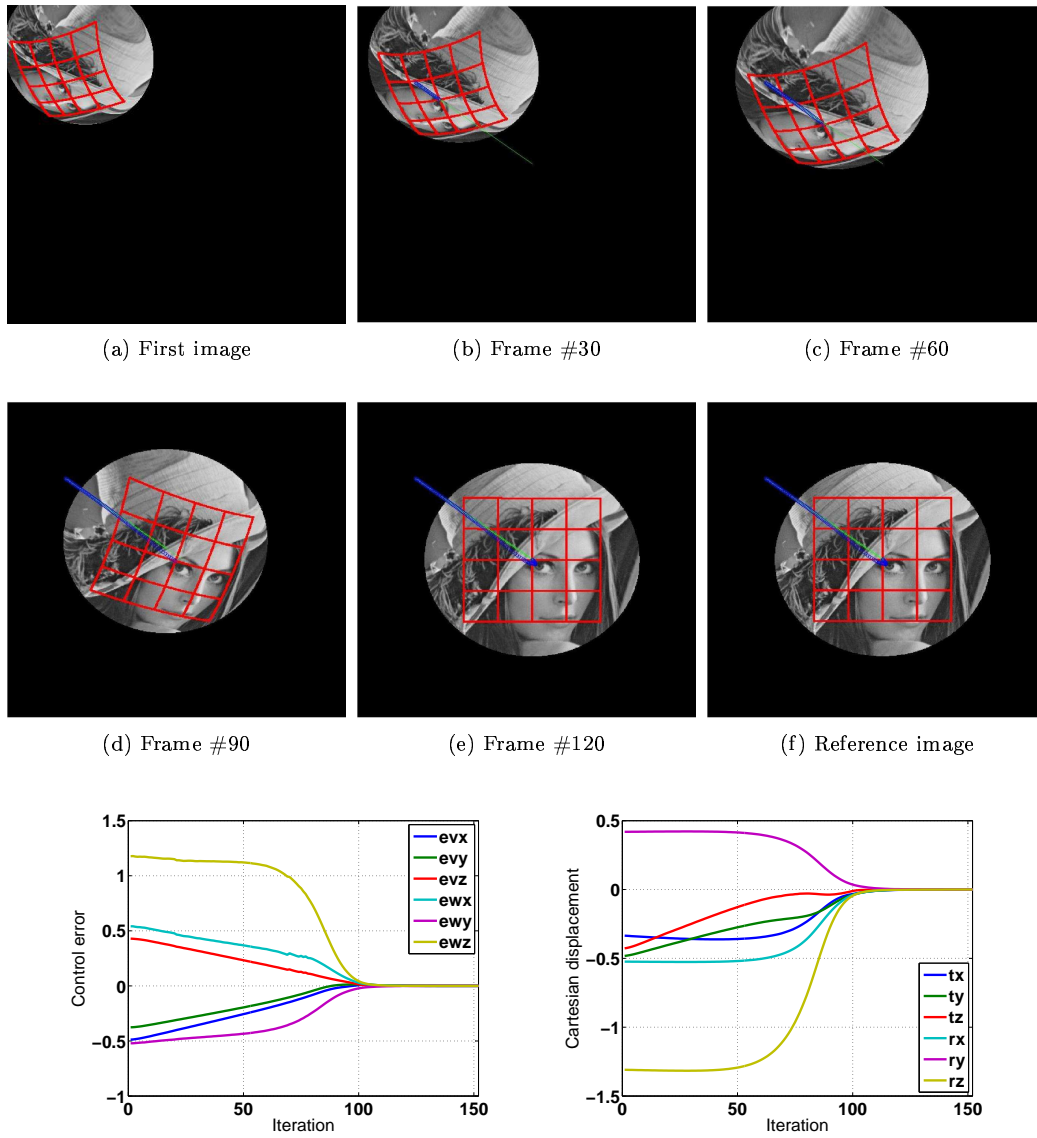 (a) First image
(b) Frame #30
(c) Frame #60
(d) Frame #90
(e) Frame #120
(f) Reference image
1.5
1
0.5
0
−0.5
−1
0
50
100
150
Control error
Iteration
evx
evy
evz
ewx
ewy
ewz
0.5
0
−0.5
−1
−1.5
0
50
100
150
Cartesian displacement
Iteration
tx
ty
tz
rx
ry
rz